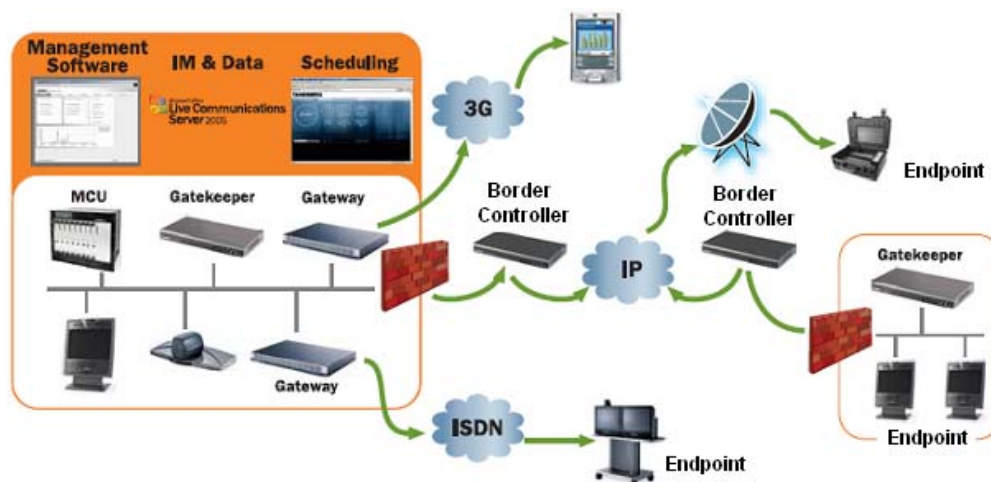 Management
Software
IM & Data
Scheduling
Live Communications
Server 2005
3G
MCU
Gatekeeper
Gateway
Border
Controller
IP
Border
Controller
Endpoint
Gatekeeper
Gateway
ISDN
Endpoint
Endpoint